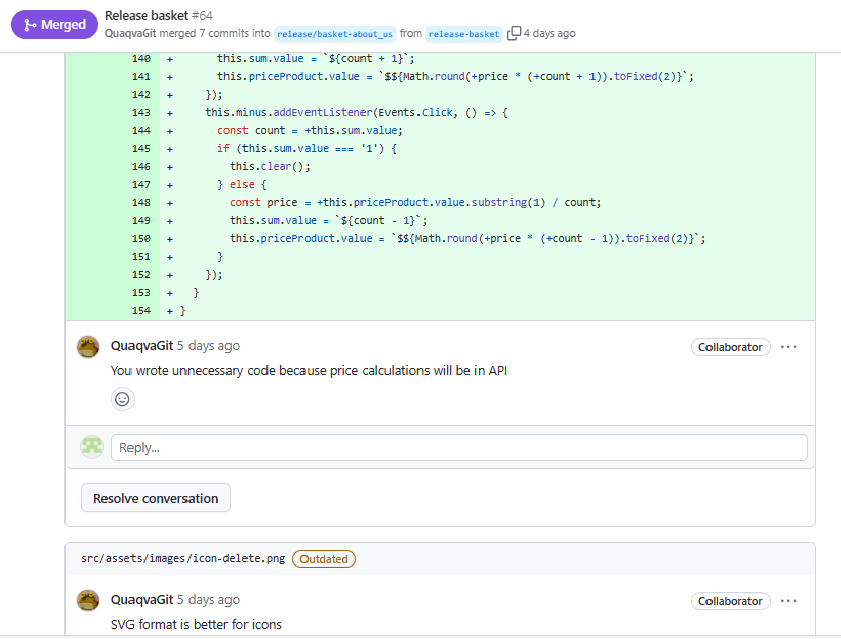 Merged
Release basket #64
QuaqvaGit merged 7 commits into release/basket-about_us from release-basket 4 days ago
140 + this.sum.value = `${count + 1}`;
141 + this.priceProduct.value = `$${Math.round(+price * (+count + 1)).toFixed(2)}`;
142 + });
143 + this.minus.addEventListener(Events.Click, () => {
144 + const count = +this.sum.value;
145 + if (this.sum.value === '1') {
146 + this.clear();
147 + } else {
148 + const price = +this.priceProduct.value.substring(1) / count;
149 + this.sum.value = `${count - 1}`;
150 + this.priceProduct.value = `$${Math.round(+price * (+count - 1)).toFixed(2)}`;
151 + }
152 + });
153 + }
154 + }
QuaqvaGit 5 days ago Collaborator ...
You wrote unnecessary code because price calculations will be in API
Reply...
Resolve conversation
src/assets/images/icon-delete.png Outdated
QuaqvaGit 5 days ago Collaborator ...
SVG format is better for icons